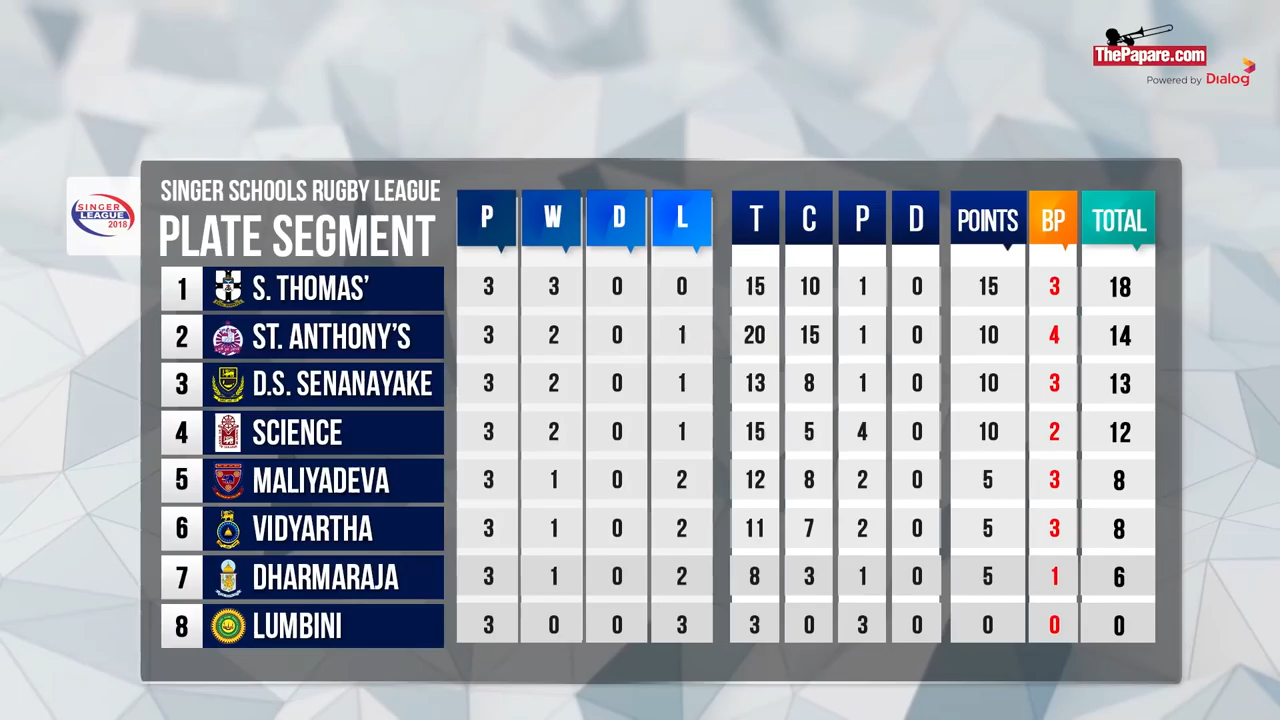 ThePapare.com
Powered by Dialog
SINGER LEAGUE 2018
SINGER SCHOOLS RUGBY LEAGUE
PLATE SEGMENT
P W D L T C P D POINTS BP TOTAL
1 S. THOMAS' 3 3 0 0 15 10 1 0 15 3 18
2 ST. ANTHONY'S 3 2 0 1 20 15 1 0 10 4 14
3 D.S. SENANAYAKE 3 2 0 1 13 8 1 0 10 3 13
4 SCIENCE 3 2 0 1 15 5 4 0 10 2 12
5 MALIYADEVA 3 1 0 2 12 8 2 0 5 3 8
6 VIDYARTHA 3 1 0 2 11 7 2 0 5 3 8
7 DHARMARAJA 3 1 0 2 8 3 1 0 5 1 6
8 LUMBINI 3 0 0 3 3 0 3 0 0 0 0